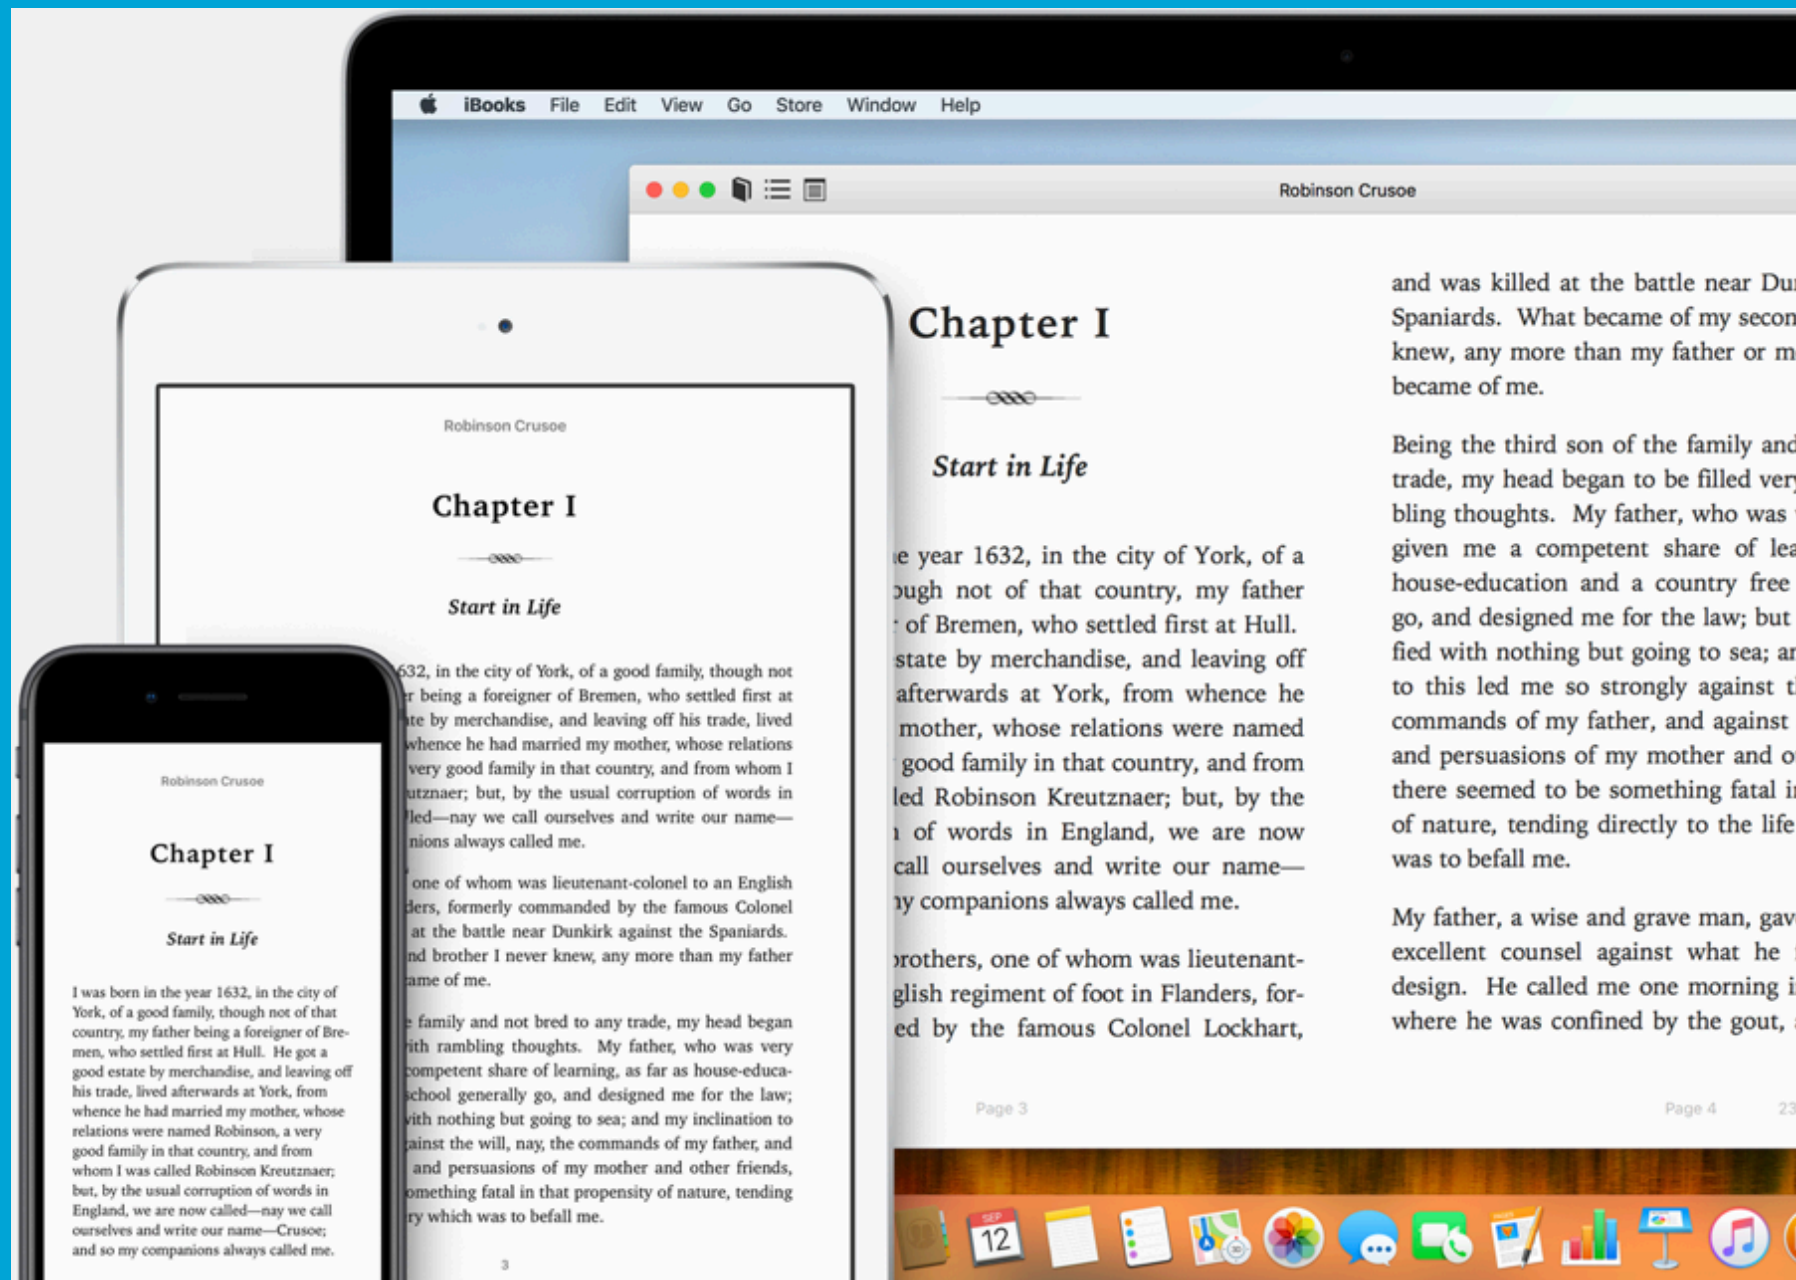 iBooks File Edit View Go Store Window Help
Robinson Crusoe
Chapter I
Start in Life
year 1632, in the city of York, of a
not of that country, my father
of Bremen, who settled first at Hull.
by merchandise, and leaving off
afterwards at York, from whence he
mother, whose relations were named
good family in that country, and from
Robinson Kreutznaer; but, by the
of words in England, we are now
call ourselves and write our name—
companions always called me.
one of whom was lieutenant-
regiment of foot in Flanders, for-
by the famous Colonel Lockhart,
Page 3
and was killed at the battle near
Spaniards. What became of my
knew, any more than my father or
became of me.
Being the third son of the family and
trade, my head began to be filled
bling thoughts. My father, who was
given me a competent share of
house-education and a country free
go, and designed me for the law; but
fied with nothing but going to sea;
to this led me so strongly against
commands of my father, and against
and persuasions of my mother and
there seemed to be something fatal
of nature, tending directly to the life
was to befall me.
My father, a wise and grave man,
excellent counsel against what he
design. He called me one morning
where he was confined by the gout,
Page 4
Robinson Crusoe
Chapter I
Start in Life
in the city of York, of a good family, though not
being a foreigner of Bremen, who settled first at
by merchandise, and leaving off his trade, lived
whence he had married my mother, whose relations
very good family in that country, and from whom I
but, by the usual corruption of words in
nay we call ourselves and write our name—
always called me.
one of whom was lieutenant-colonel to an English
formerly commanded by the famous Colonel
at the battle near Dunkirk against the Spaniards.
brother I never knew, any more than my father
of me.
family and not bred to any trade, my head began
rambling thoughts. My father, who was very
competent share of learning, as far as house-educa-
school generally go, and designed me for the law;
with nothing but going to sea; and my inclination to
the will, nay, the commands of my father, and
and persuasions of my mother and other friends,
something fatal in that propensity of nature, tending
which was to befall me.
3
Robinson Crusoe
Chapter I
Start in Life
I was born in the year 1632, in the city of
York, of a good family, though not of that
country, my father being a foreigner of Bre-
men, who settled first at Hull. He got a
good estate by merchandise, and leaving off
his trade, lived afterwards at York, from
whence he had married my mother, whose
relations were named Robinson, a very
good family in that country, and from
whom I was called Robinson Kreutznaer;
but, by the usual corruption of words in
England, we are now called—nay we call
ourselves and write our name—Crusoe;
and so my companions always called me.
SEP
12
PAGES